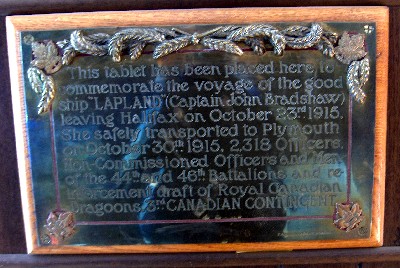 This tablet has been placed here to
commemorate the voyage of the good
ship "LAPLAND" (Captain John Bradshaw)
leaving Halifax on October 23rd 1915.
She safely transported to Plymouth
on October 30th 1915, 2,318 Officers,
Non-Commissioned Officers and Men
of the 44th and 46th Battalions and re-
inforcement draft of Royal Canadian
Dragoons, 3rd CANADIAN CONTINGENT.